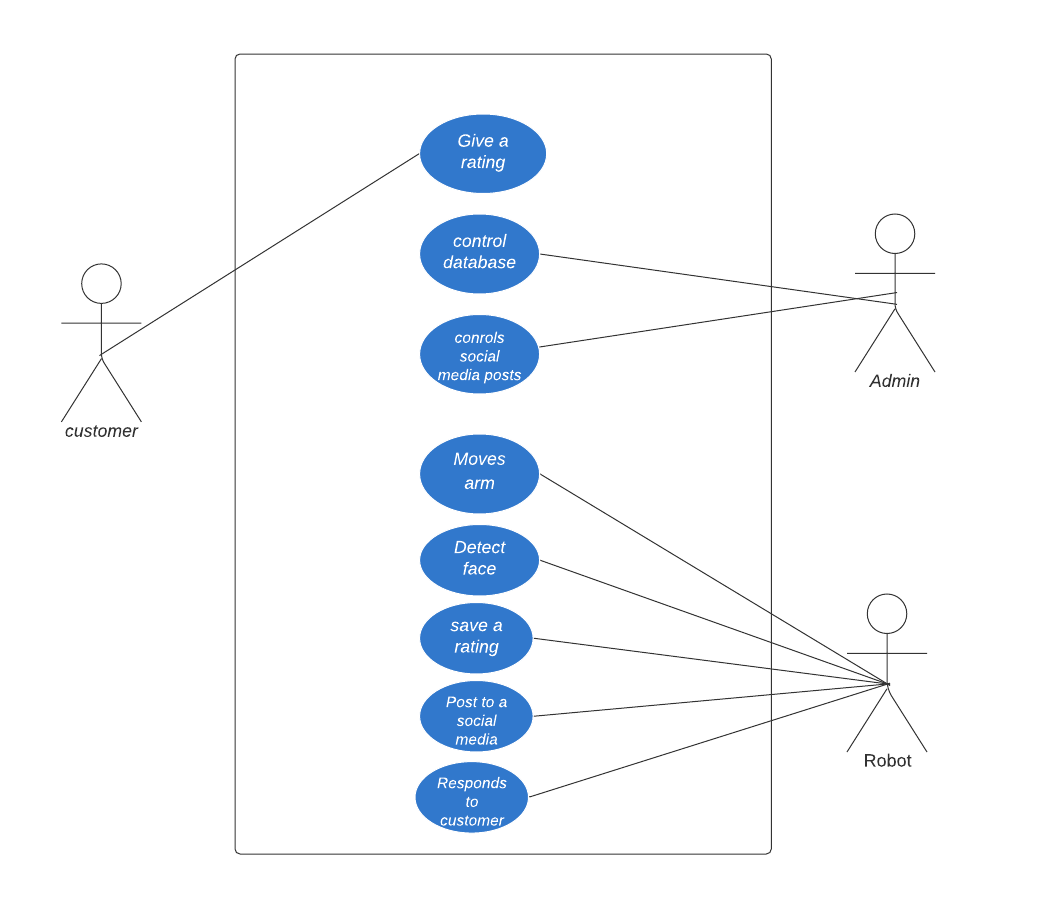 Give a
rating
control
database
conrols
social
media posts
customer
Admin
Moves
arm
Detect
face
save a
rating
Post to a
social
media
Robot
Responds
to
customer